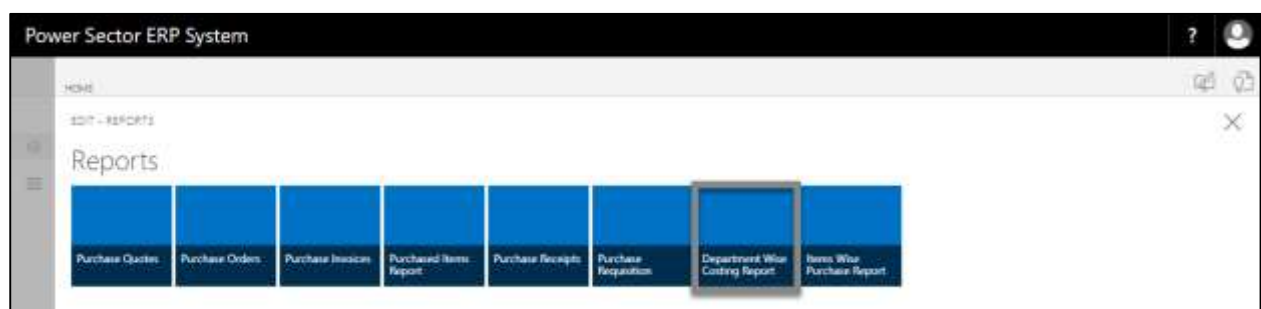 Power Sector ERP System ?
HOME
EDIT - REPORTS
Reports
Purchase Quotes
Purchase Orders
Purchase Invoices
Purchased Items
Report
Purchase Receipts
Purchase
Requisition
Department Wise
Costing Report
Items Wise
Purchase Report